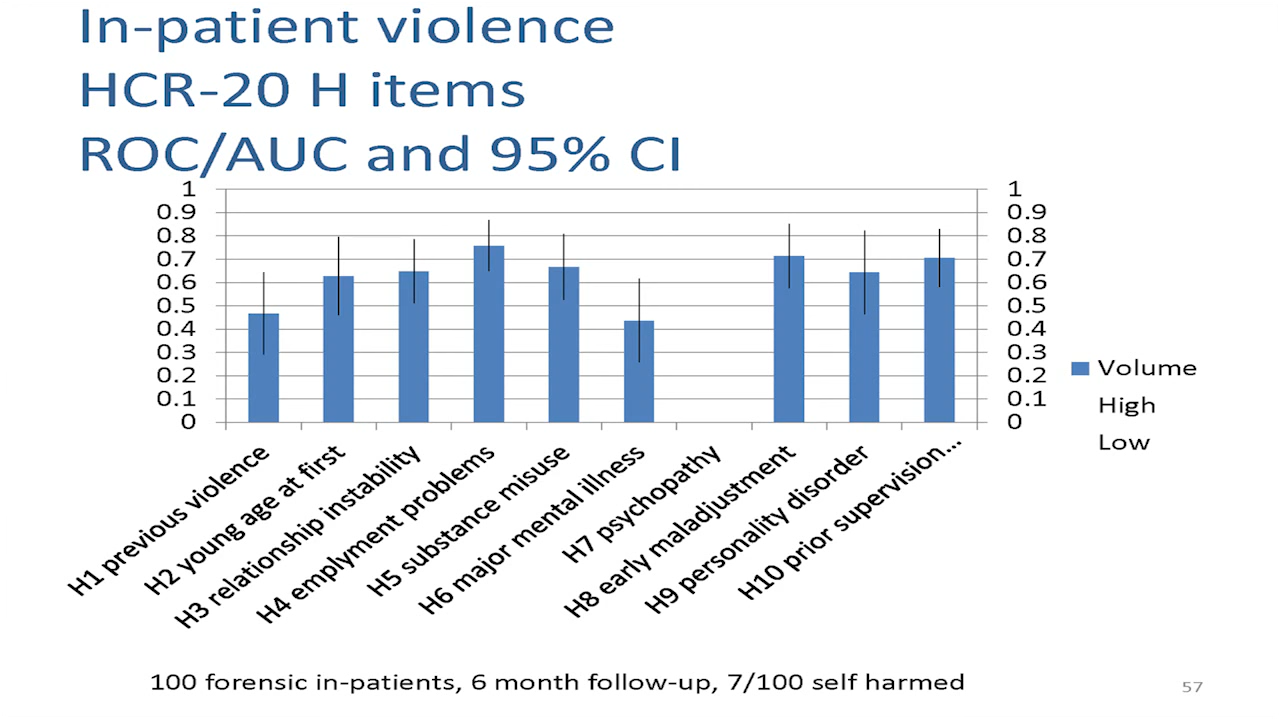 In-patient violence
HCR-20 H items
ROC/AUC and 95% CI
1 1
0.9 0.9
0.8 0.8
0.7 0.7
0.6 0.6
0.5 0.5
0.4 0.4
0.3 0.3
0.2 0.2
0.1 0.1
0 0
Volume
High
Low
H1 previous violence
H2 young age at first
H3 relationship instability
H4 emplyment problems
H5 substance misuse
H6 major mental illness
H7 psychopathy
H8 early maladjustment
H9 personality disorder
H10 prior supervision...
100 forensic in-patients, 6 month follow-up, 7/100 self harmed
57